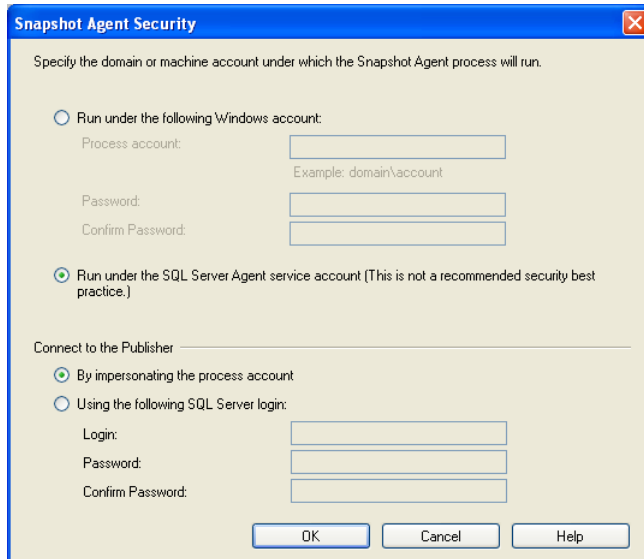 Snapshot Agent Security
Specify the domain or machine account under which the Snapshot Agent process will run.
Run under the following Windows account:
Process account:
Example: domain\account
Password:
Confirm Password:
Run under the SQL Server Agent service account (This is not a recommended security best
practice.)
Connect to the Publisher
By impersonating the process account
Using the following SQL Server login:
Login:
Password:
Confirm Password:
OK Cancel Help